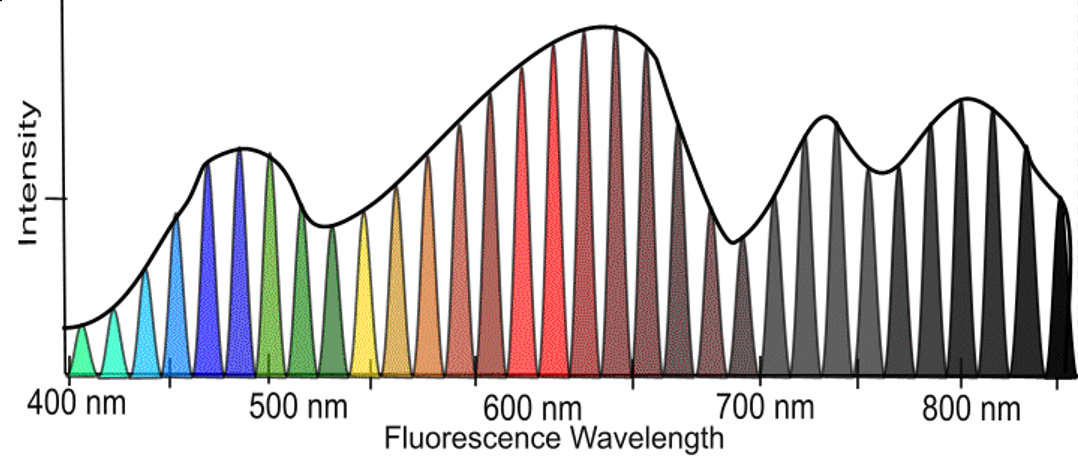 Intensity
400 nm 500 nm 600 nm 700 nm 800 nm
Fluorescence Wavelength